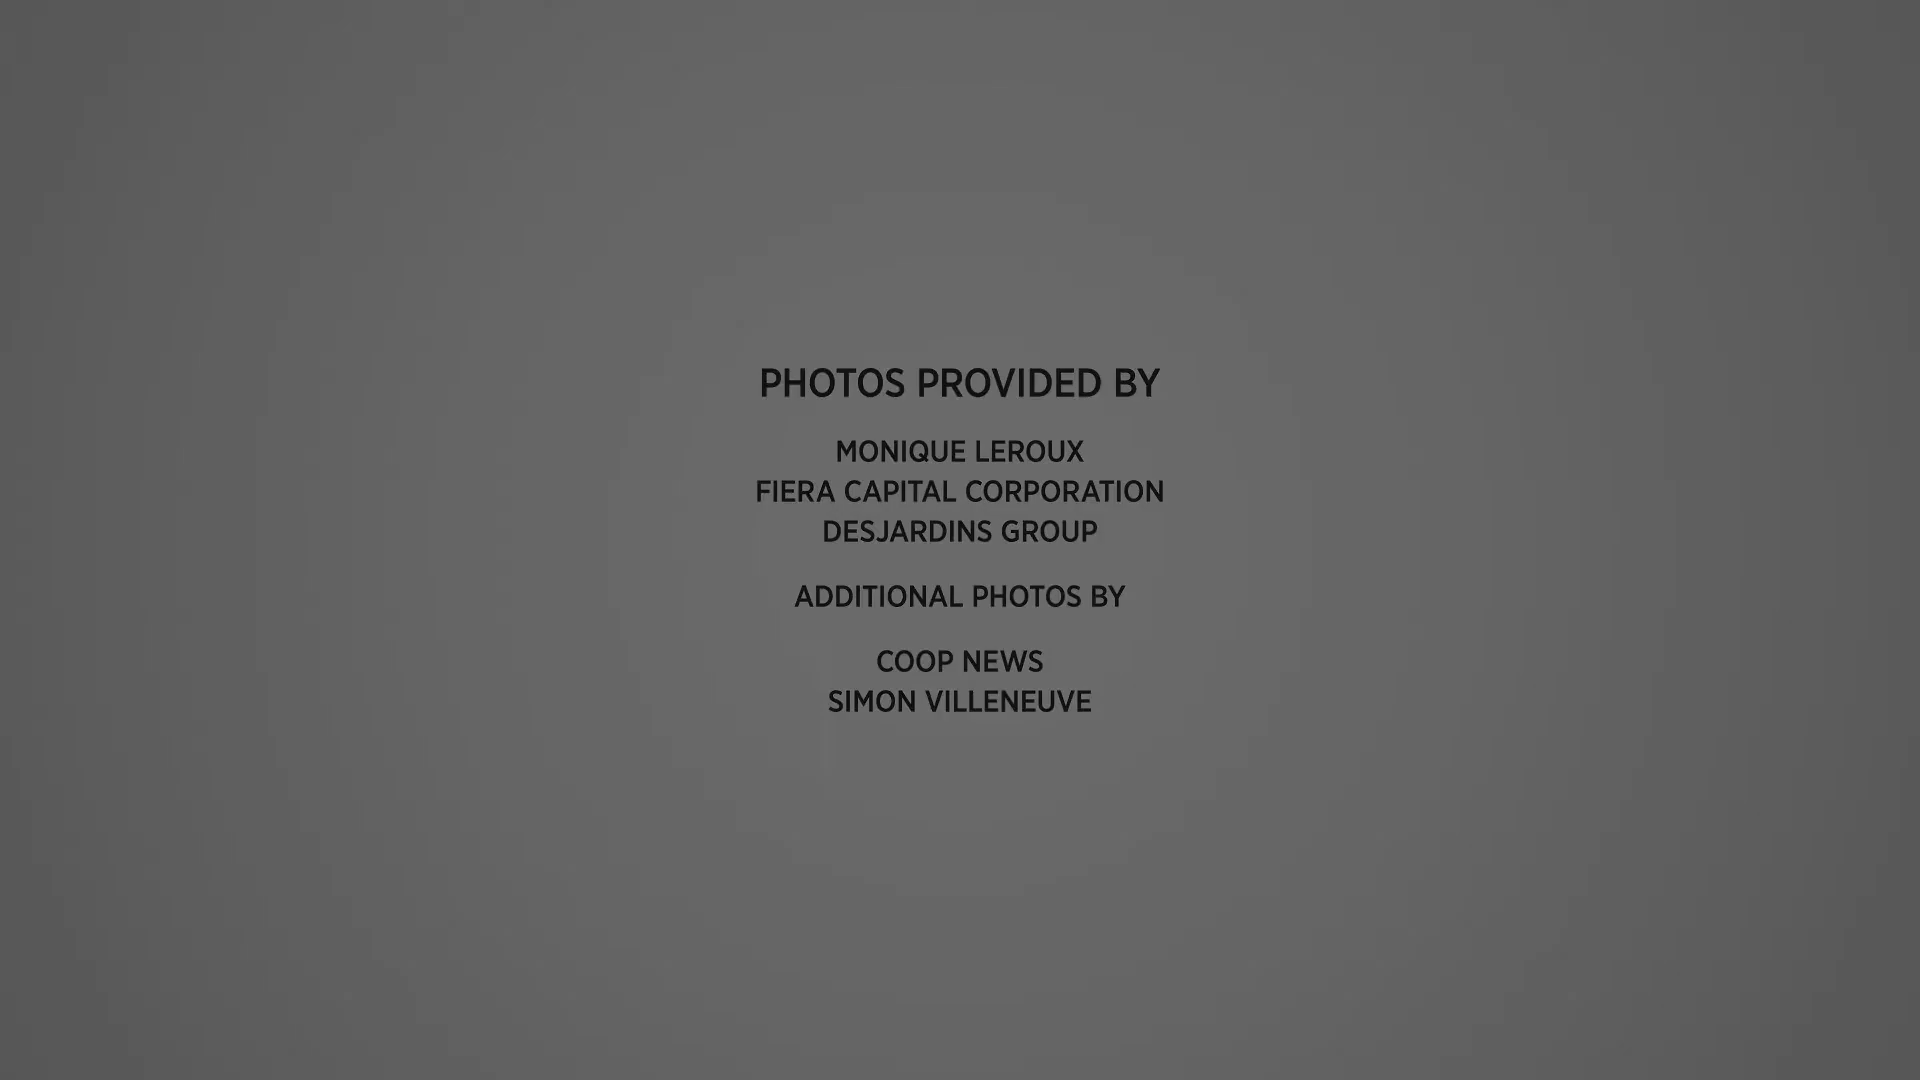 PHOTOS PROVIDED BY
MONIQUE LEROUX
FIERA CAPITAL CORPORATION
DESJARDINS GROUP
ADDITIONAL PHOTOS BY
COOP NEWS
SIMON VILLENEUVE